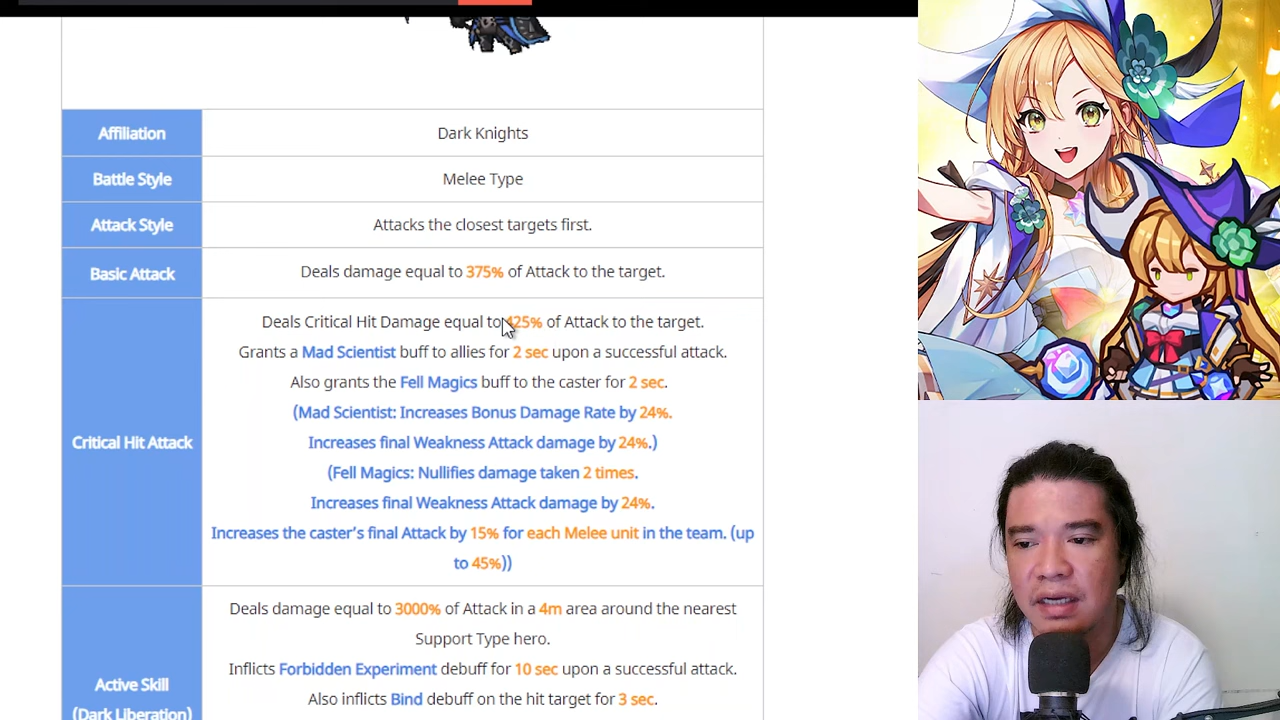 Affiliation
Dark Knights
Battle Style
Melee Type
Attack Style
Attacks the closest targets first.
Basic Attack
Deals damage equal to 375% of Attack to the target.
Critical Hit Attack
Deals Critical Hit Damage equal to 425% of Attack to the target.
Grants a Mad Scientist buff to allies for 2 sec upon a successful attack.
Also grants the Fell Magics buff to the caster for 2 sec.
(Mad Scientist: Increases Bonus Damage Rate by 24%.
Increases final Weakness Attack damage by 24%.)
(Fell Magics: Nullifies damage taken 2 times.
Increases final Weakness Attack damage by 24%.
Increases the caster's final Attack by 15% for each Melee unit in the team. (up
to 45%))
Active Skill
(Dark Liberation)
Deals damage equal to 3000% of Attack in a 4m area around the nearest
Support Type hero.
Inflicts Forbidden Experiment debuff for 10 sec upon a successful attack.
Also inflicts Bind debuff on the hit target for 3 sec.